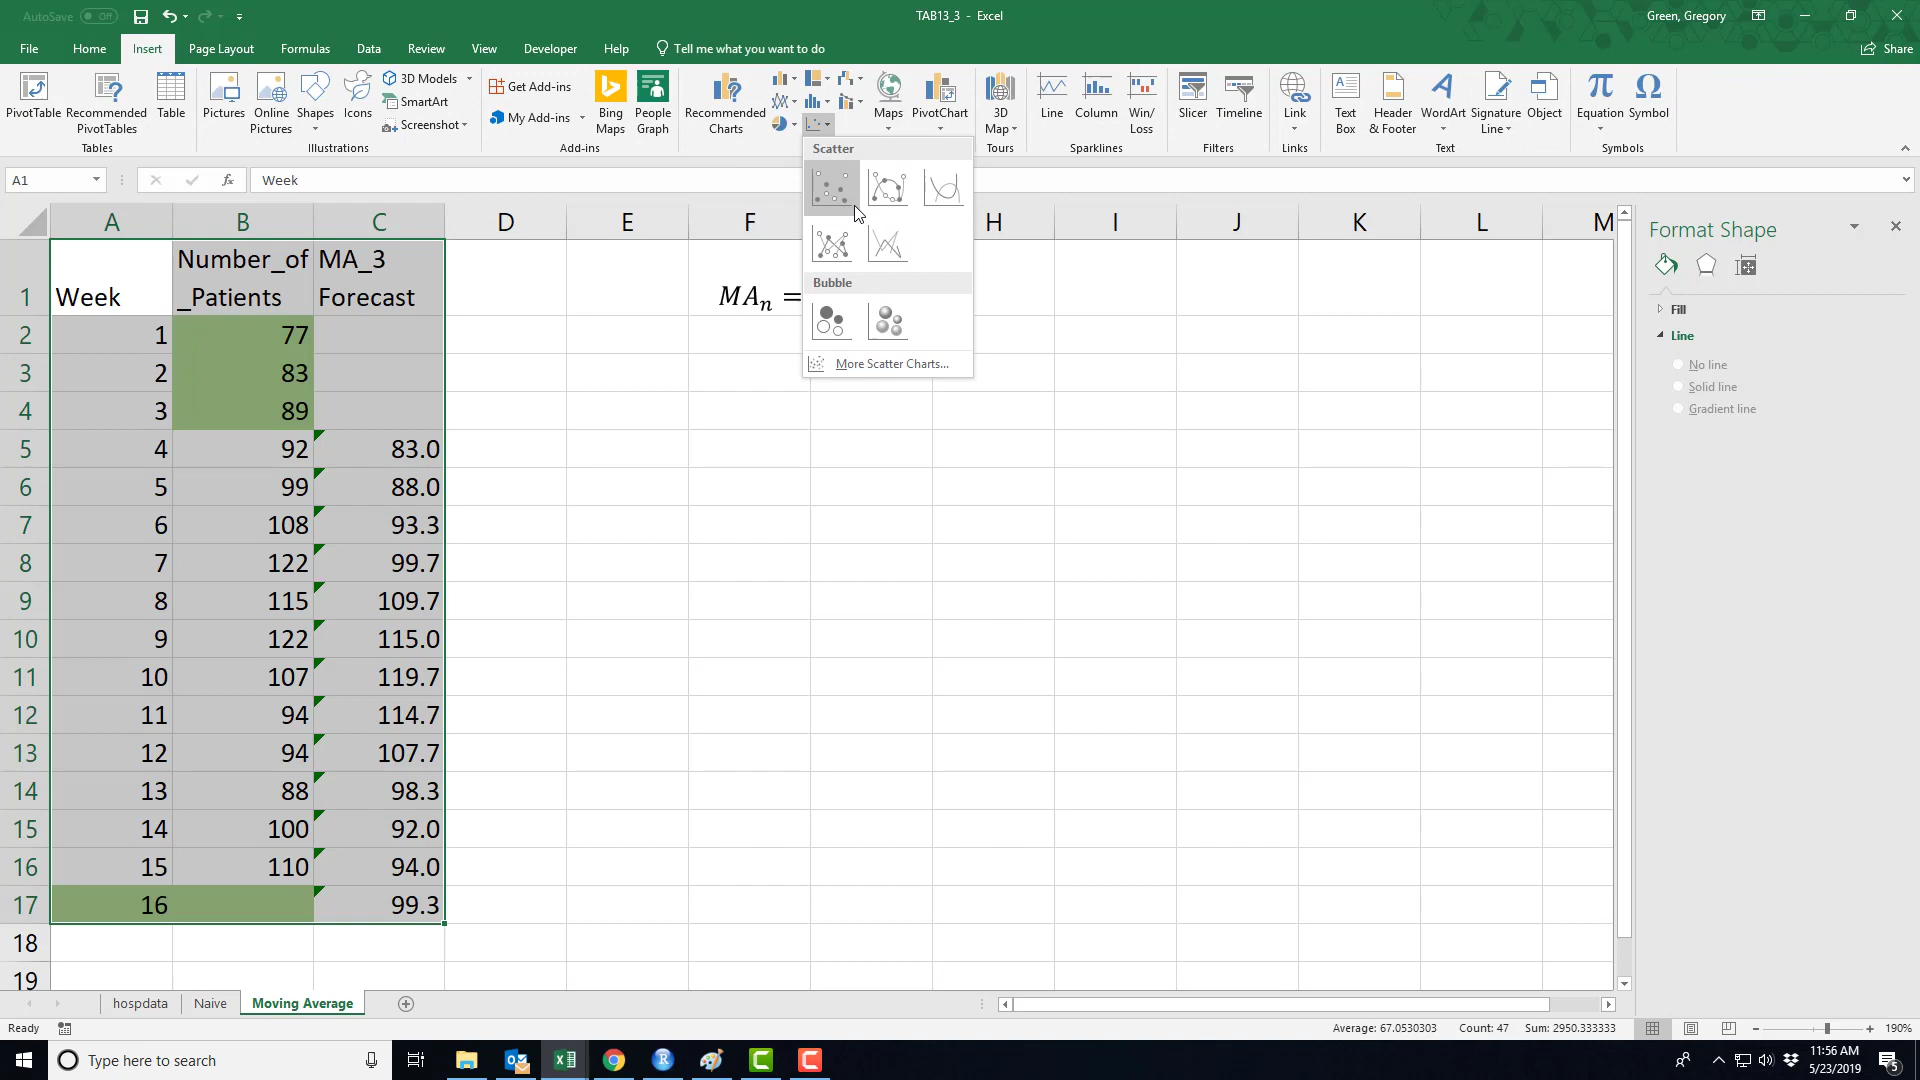 AutoSave Off
TAB13_3 - Excel
Green, Gregory
File Home Insert Page Layout Formulas Data Review View Developer Help Tell me what you want to do Share
PivotTable
Recommended
PivotTables
Table
Tables
Pictures
Online
Pictures
Shapes
Icons
3D Models
SmartArt
Screenshot
Illustrations
Get Add-ins
My Add-ins
Bing
Maps
People
Graph
Add-ins
Recommended
Charts
Maps
PivotChart
3D
Map
Tours
Line
Column
Win/
Loss
Sparklines
Slicer
Timeline
Filters
Link
Links
Text
Box
Header
& Footer
WordArt
Signature
Line
Object
Text
Equation
Symbol
Symbols
A1
fx
Week
Scatter
Bubble
More Scatter Charts...
A B C D E F H I J K L M
1 Week Number_of_Patients MA_3 Forecast
MAn =
2 1 77
3 2 83
4 3 89
5 4 92 83.0
6 5 99 88.0
7 6 108 93.3
8 7 122 99.7
9 8 115 109.7
10 9 122 115.0
11 10 107 119.7
12 11 94 114.7
13 12 94 107.7
14 13 88 98.3
15 14 100 92.0
16 15 110 94.0
17 16 99.3
18
19
Format Shape
Fill
Line
No line
Solid line
Gradient line
hospdata Naive Moving Average
Ready
Average: 67.0530303 Count: 47 Sum: 2950.333333
190%
Type here to search
11:56 AM
5/23/2019
5